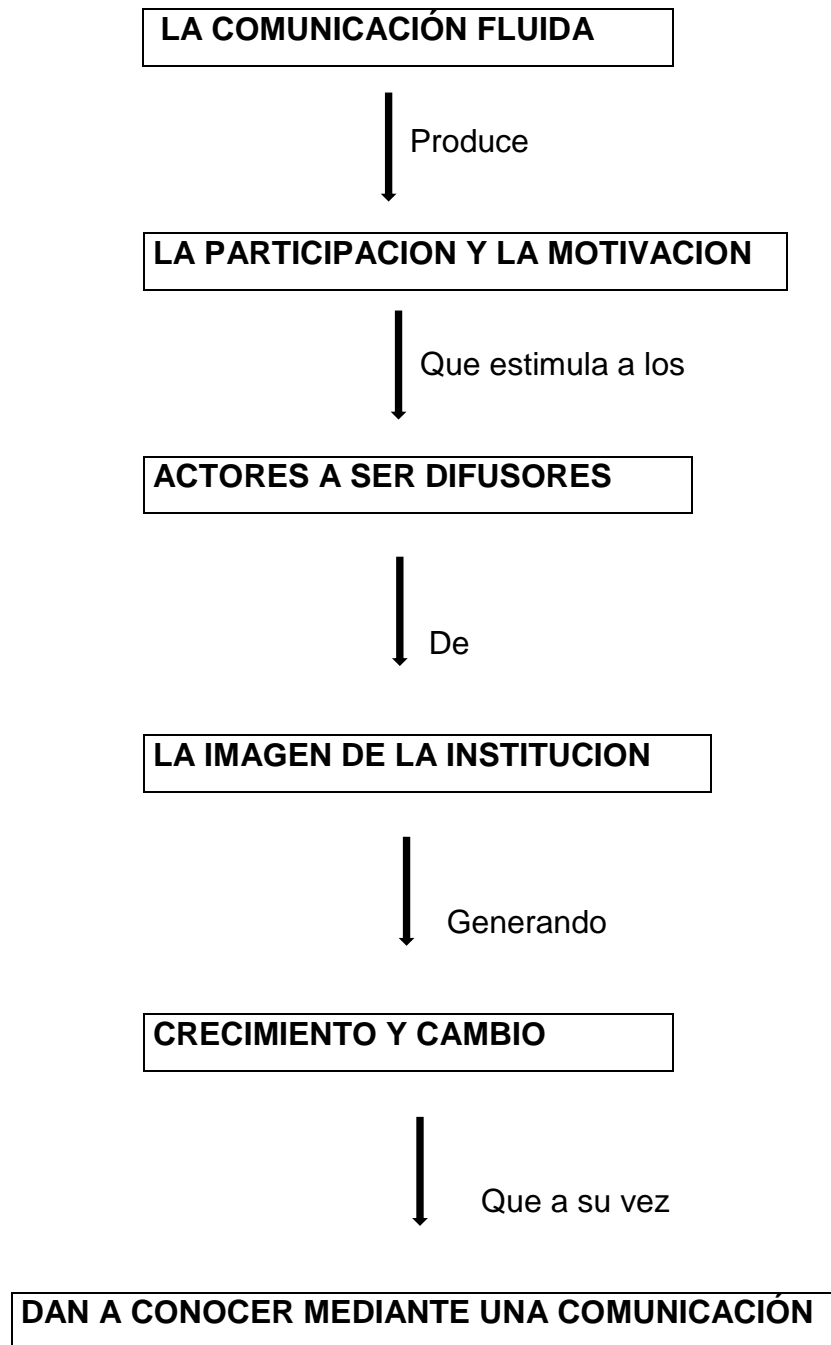 LA COMUNICACIÓN FLUIDA
Produce
LA PARTICIPACION Y LA MOTIVACION
Que estimula a los
ACTORES A SER DIFUSORES
De
LA IMAGEN DE LA INSTITUCION
Generando
CRECIMIENTO Y CAMBIO
Que a su vez
DAN A CONOCER MEDIANTE UNA COMUNICACIÓN